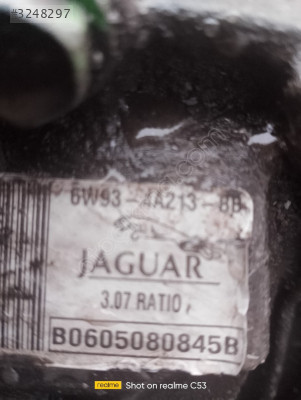 #3248297
6W93-4A213-BB
JAGUAR
3.07 RATIO
B0605080845B
realme Shot on realme C53